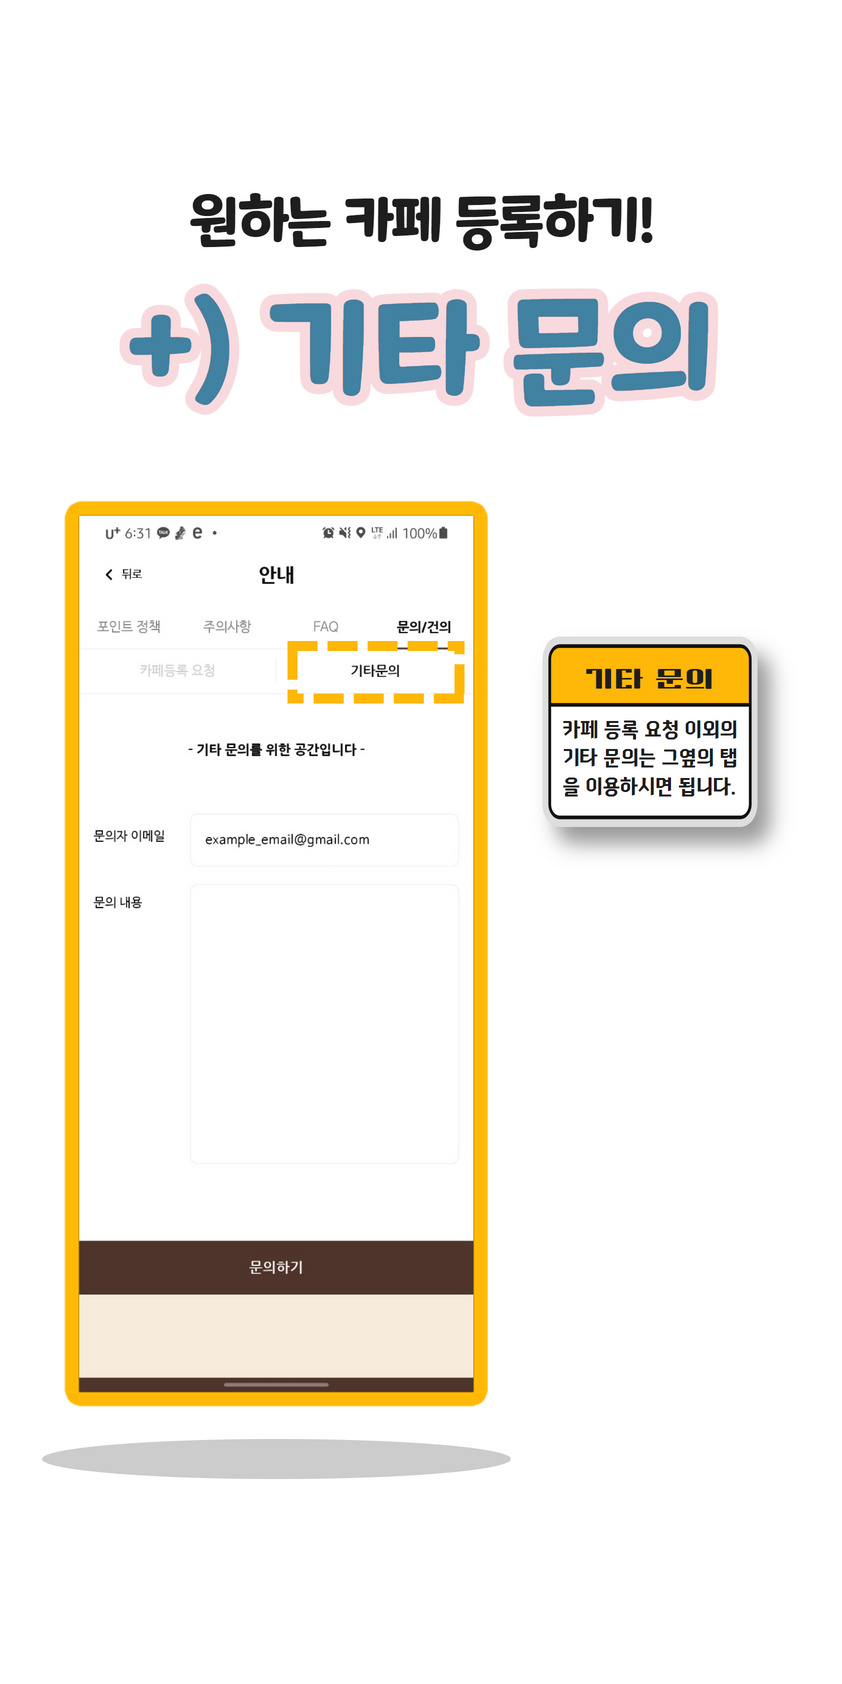 원하는 카페 등록하기!
+) 기타 문의
U+ 6:31 TALK e • LTE 100%
뒤로 안내
포인트 정책 주의사항 FAQ 문의/건의
카페등록 요청 기타문의
- 기타 문의를 위한 공간입니다 -
문의자 이메일 example_email@gmail.com
문의 내용
문의하기
기타 문의
카페 등록 요청 이외의
기타 문의는 그옆의 탭
을 이용하시면 됩니다.